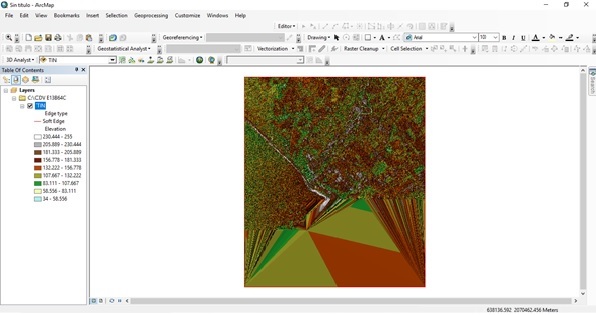 Sin título - ArcMap
File Edit View Bookmarks Insert Selection Geoprocessing Customize Windows Help
Editor
Georeferencing Drawing A Arial 10 B I U A
Geostatistical Analyst Vectorization Raster Cleanup Cell Selection
3D Analyst TIN
Table Of Contents
Layers
TIN
Edge type
Soft Edge
Elevation
230.444 - 255
205.889 - 230.444
181.333 - 205.889
156.778 - 181.333
132.222 - 156.778
107.667 - 132.222
83.111 - 107.667
58.556 - 83.111
34 - 58.556
Search
638136.592 2070462.456 Meters